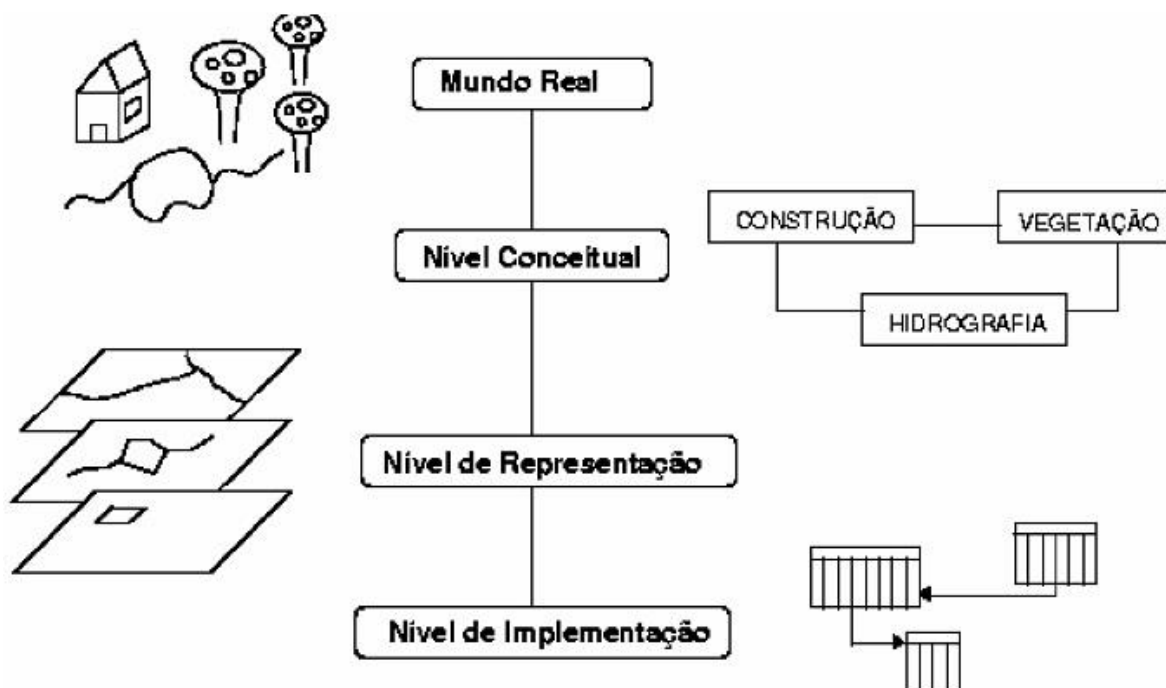 Mundo Real
CONSTRUÇÃO
VEGETAÇÃO
Nível Conceitual
HIDROGRAFIA
Nível de Representação
Nível de Implementação